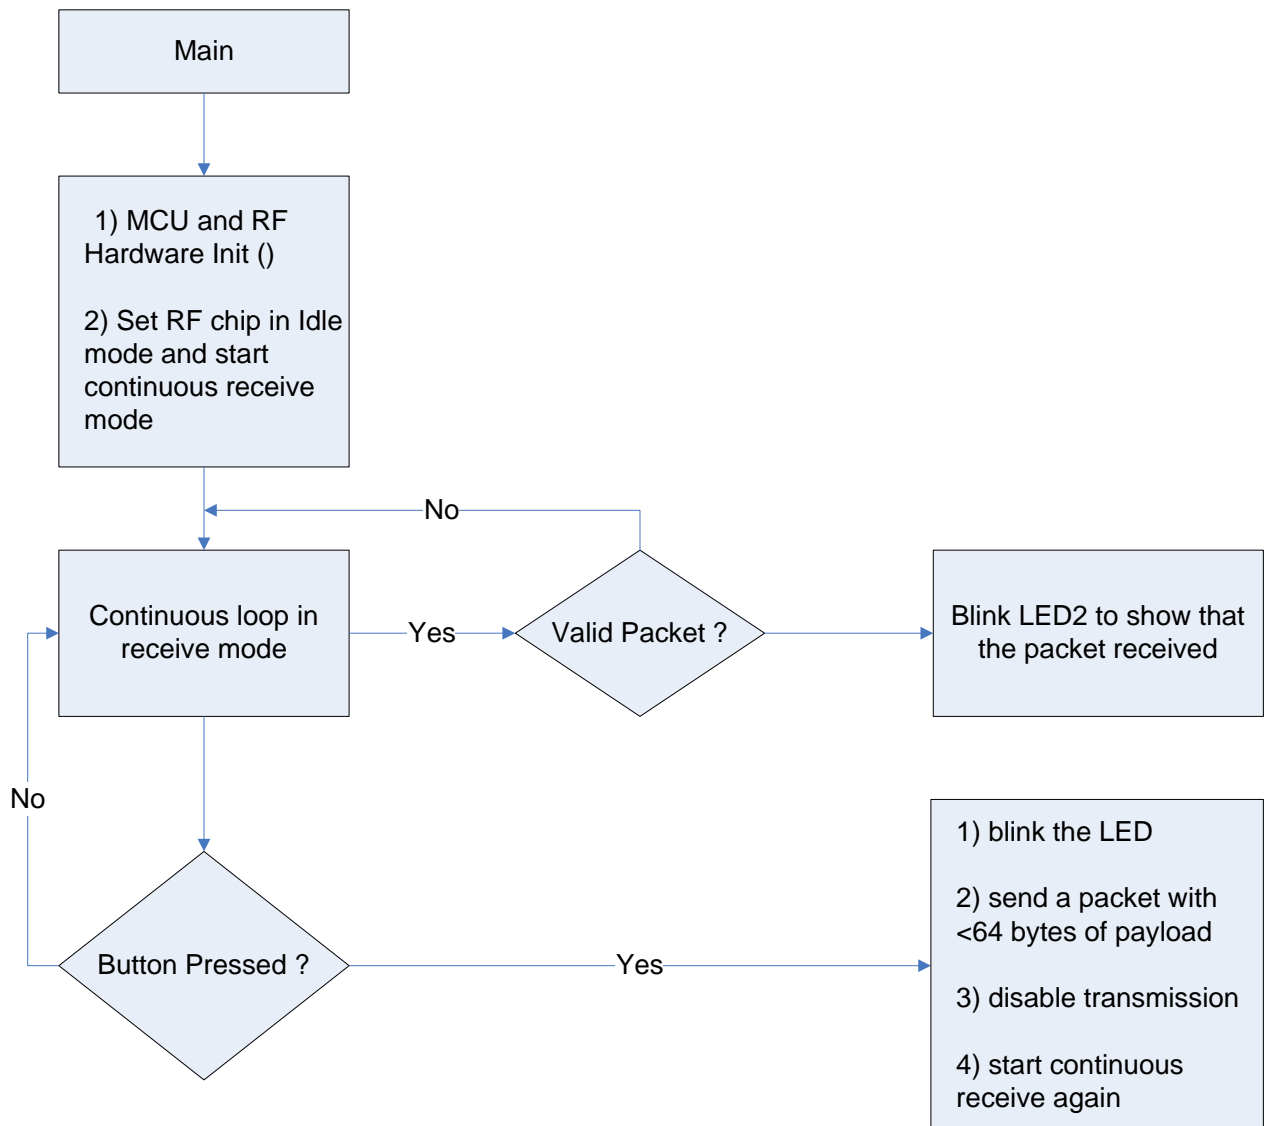 Main
1) MCU and RF
Hardware Init ()
2) Set RF chip in Idle
mode and start
continuous receive
mode
No
Continuous loop in
receive mode
Yes
Valid Packet ?
Blink LED2 to show that
the packet received
No
Button Pressed ?
Yes
1) blink the LED
2) send a packet with
<64 bytes of payload
3) disable transmission
4) start continuous
receive again